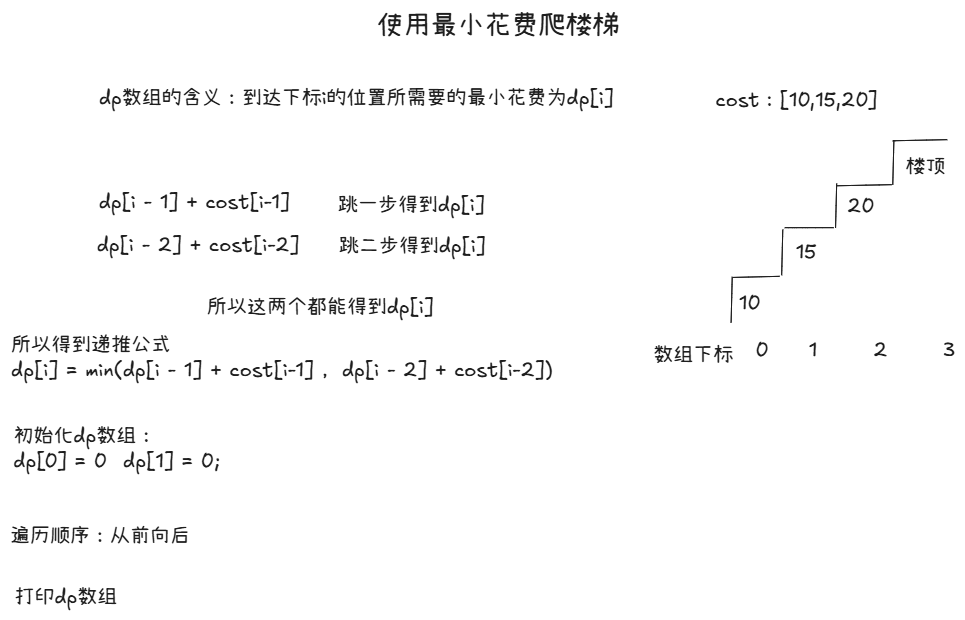 使用最小花费爬楼梯
dp数组的含义：到达下标i的位置所需要的最小花费为dp[i]
cost：[10,15,20]
楼顶
dp[i - 1] + cost[i-1] 跳一步得到dp[i]
20
dp[i - 2] + cost[i-2] 跳二步得到dp[i]
15
所以这两个都能得到dp[i]
10
所以得到递推公式
数组下标 0 1 2 3
dp[i] = min(dp[i - 1] + cost[i-1] ，dp[i - 2] + cost[i-2])
初始化dp数组：
dp[0] = 0 dp[1] = 0;
遍历顺序：从前向后
打印dp数组